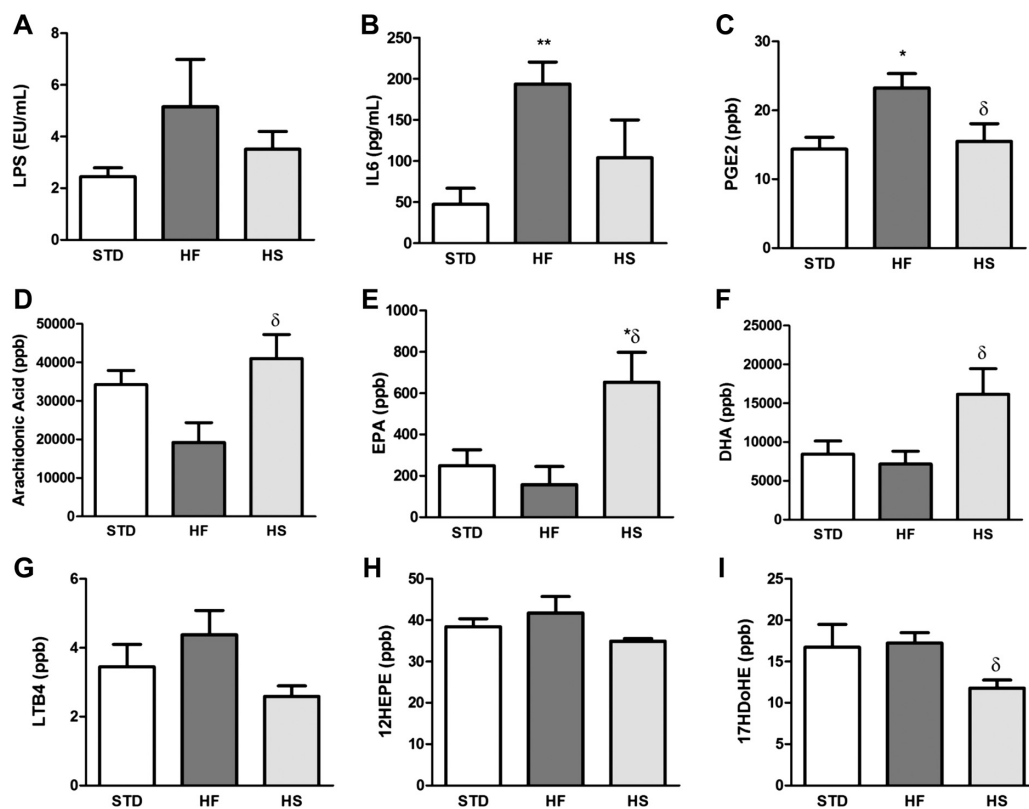 A
LPS (EU/mL)
8
6
4
2
0
STD HF HS
B
IL6 (pg/mL)
250
200
150
100
50
0
**
STD HF HS
C
PGE2 (ppb)
30
20
10
0
*
δ
STD HF HS
D
Arachidonic Acid (ppb)
50000
40000
30000
20000
10000
0
δ
STD HF HS
E
EPA (ppb)
1000
800
600
400
200
0
*δ
STD HF HS
F
DHA (ppb)
25000
20000
15000
10000
5000
0
δ
STD HF HS
G
LTB4 (ppb)
6
4
2
0
STD HF HS
H
12HEPE (ppb)
50
40
30
20
10
0
STD HF HS
I
17HDoHE (ppb)
25
20
15
10
5
0
δ
STD HF HS